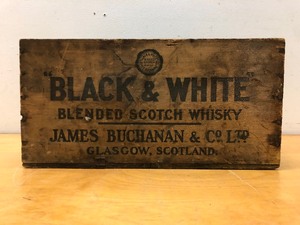 "BLACK & WHITE"
BLENDED SCOTCH WHISKY
JAMES BUCHANAN & CO. LTD
GLASGOW, SCOTLAND.